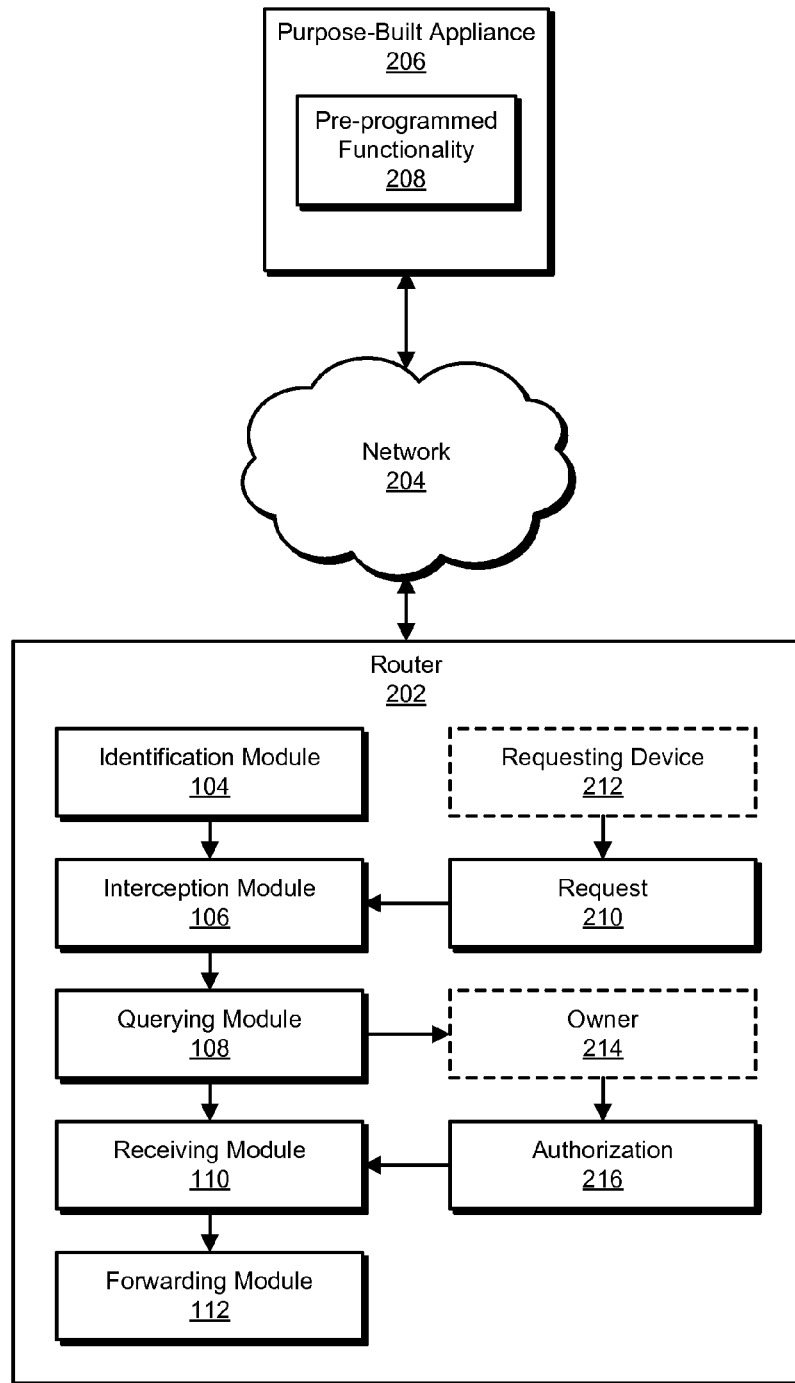 Purpose-Built Appliance
206
Pre-programmed
Functionality
208
Network
204
Router
202
Identification Module
104
Requesting Device
212
Interception Module
106
Request
210
Querying Module
108
Owner
214
Receiving Module
110
Authorization
216
Forwarding Module
112